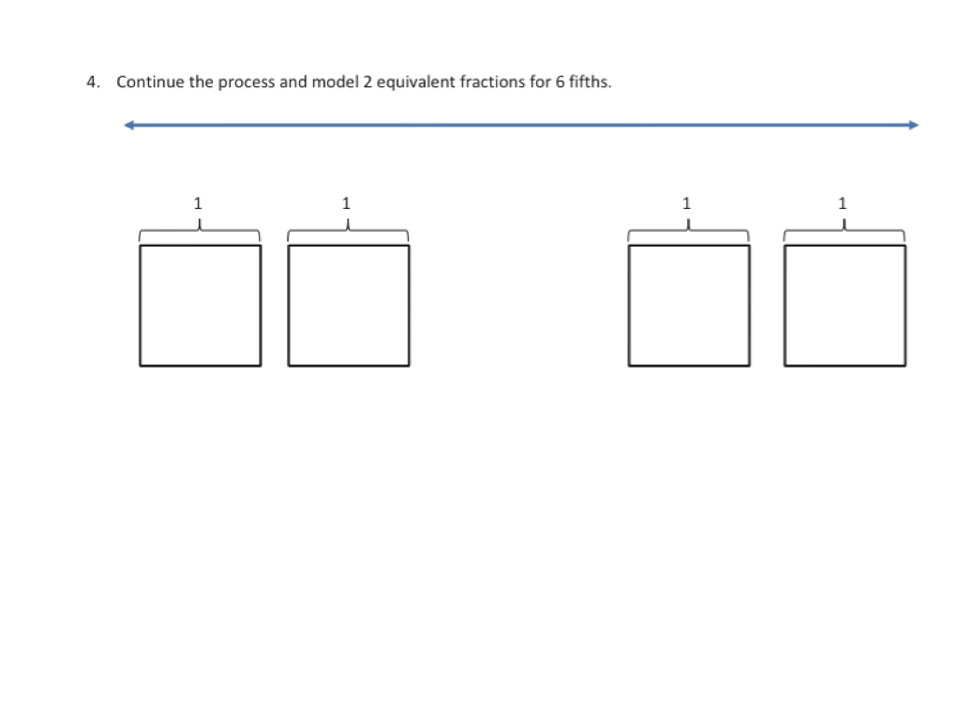 4. Continue the process and model 2 equivalent fractions for 6 fifths.
1 1 1 1